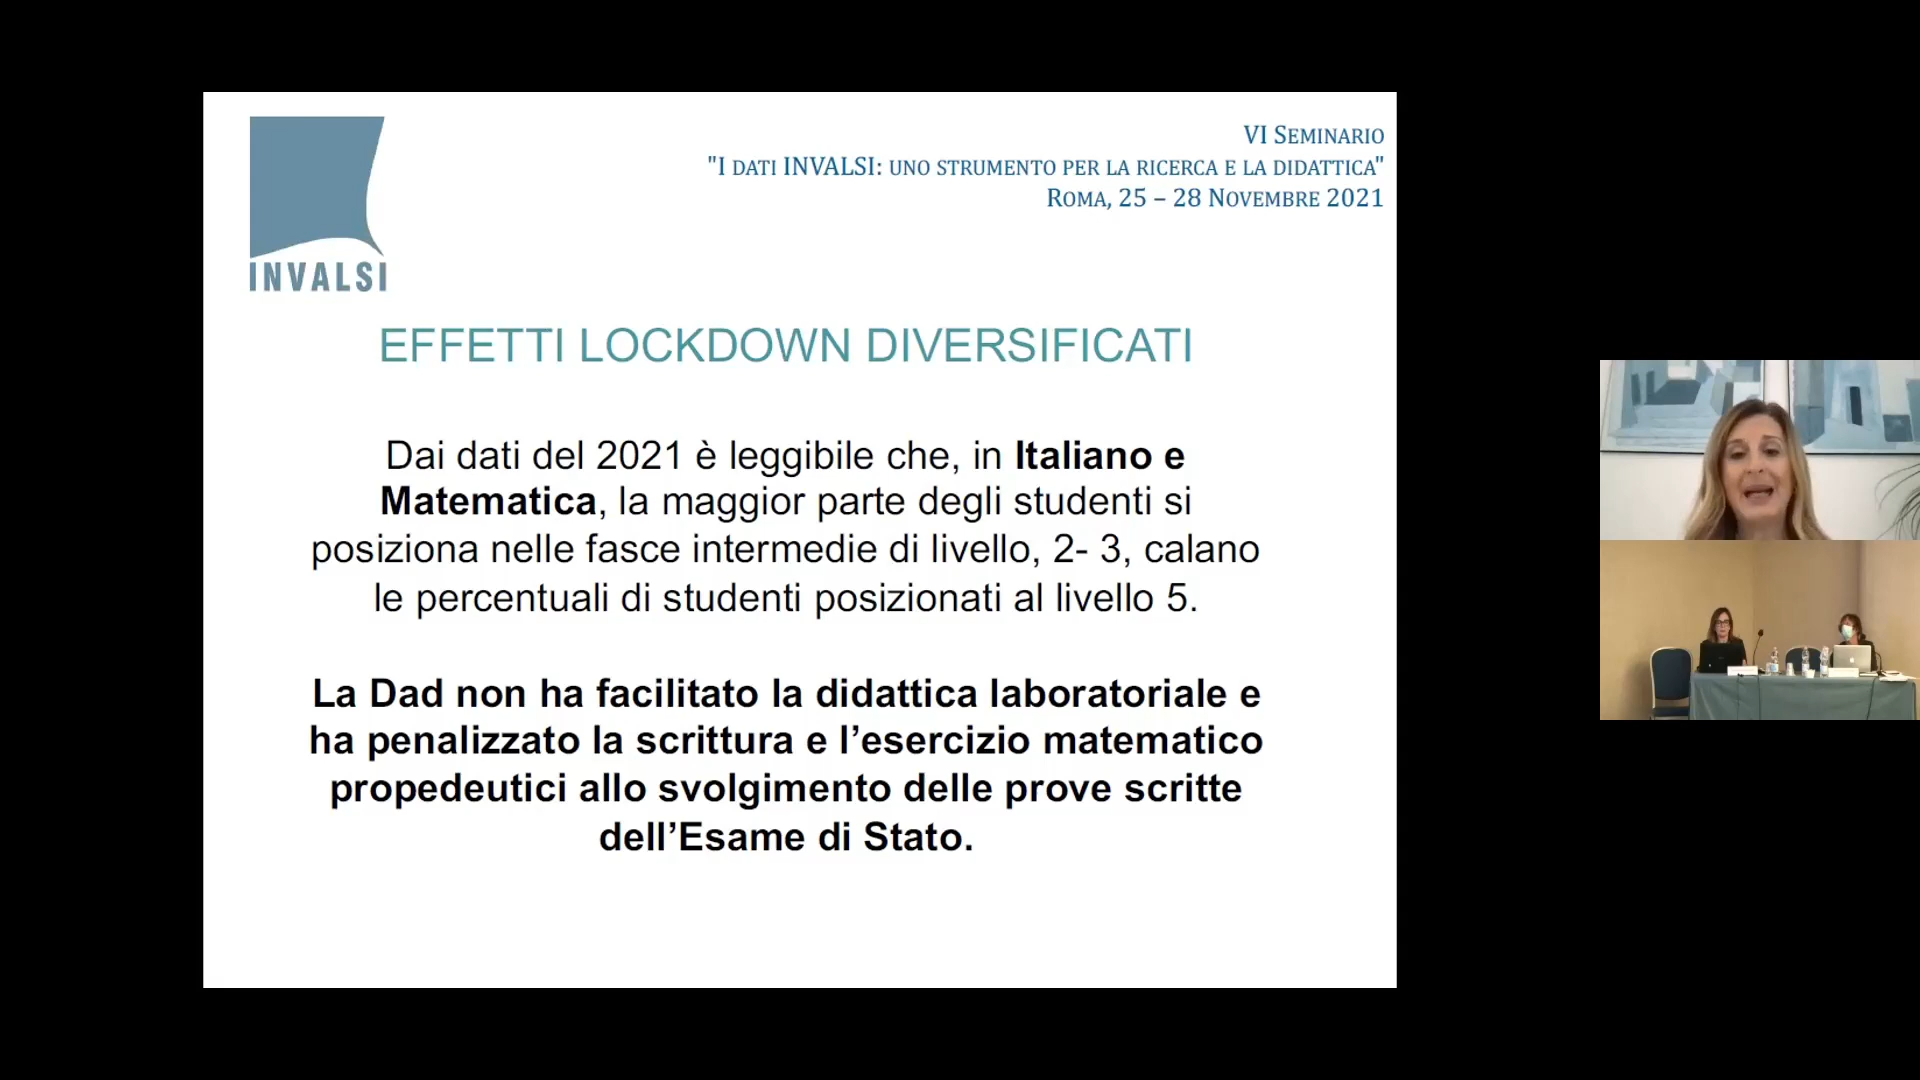 VI Seminario
"I dati INVALSI: uno strumento per la ricerca e la didattica"
Roma, 25 – 28 Novembre 2021
INVALSI
EFFETTI LOCKDOWN DIVERSIFICATI
Dai dati del 2021 è leggibile che, in Italiano e
Matematica, la maggior parte degli studenti si
posiziona nelle fasce intermedie di livello, 2- 3, calano
le percentuali di studenti posizionati al livello 5.
La Dad non ha facilitato la didattica laboratoriale e
ha penalizzato la scrittura e l’esercizio matematico
propedeutici allo svolgimento delle prove scritte
dell’Esame di Stato.